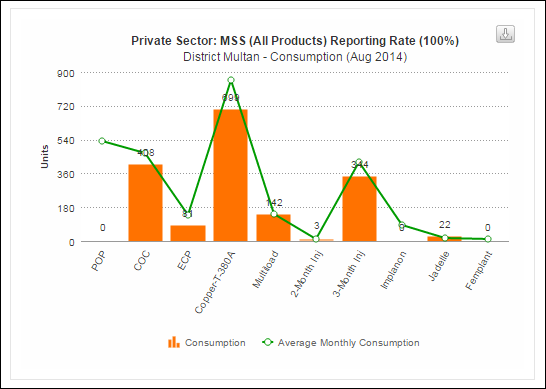 Private Sector: MSS (All Products) Reporting Rate (100%)
District Multan - Consumption (Aug 2014)
Units
900
720
540
360
180
0
0
408
699
142
3
344
0
22
0
POP
COC
ECP
Copper-T-380A
Multiload
2-Month Inj
3-Month Inj
Implanon
Jadelle
Femplant
Consumption
Average Monthly Consumption